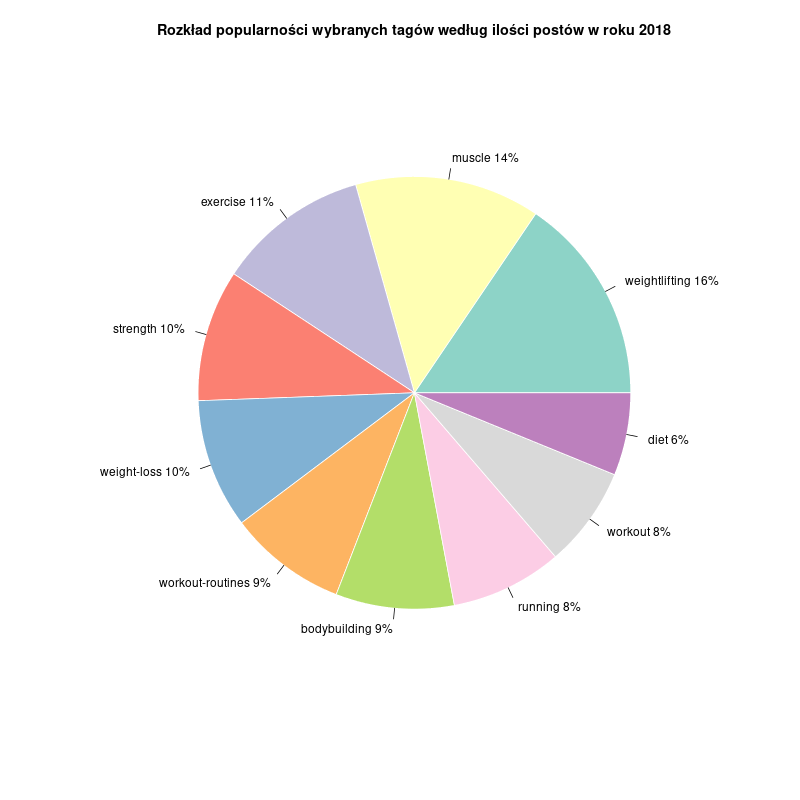 Rozkład popularności wybranych tagów według ilości postów w roku 2018
muscle 14%
exercise 11%
weightlifting 16%
strength 10%
diet 6%
weight-loss 10%
workout 8%
workout-routines 9%
running 8%
bodybuilding 9%